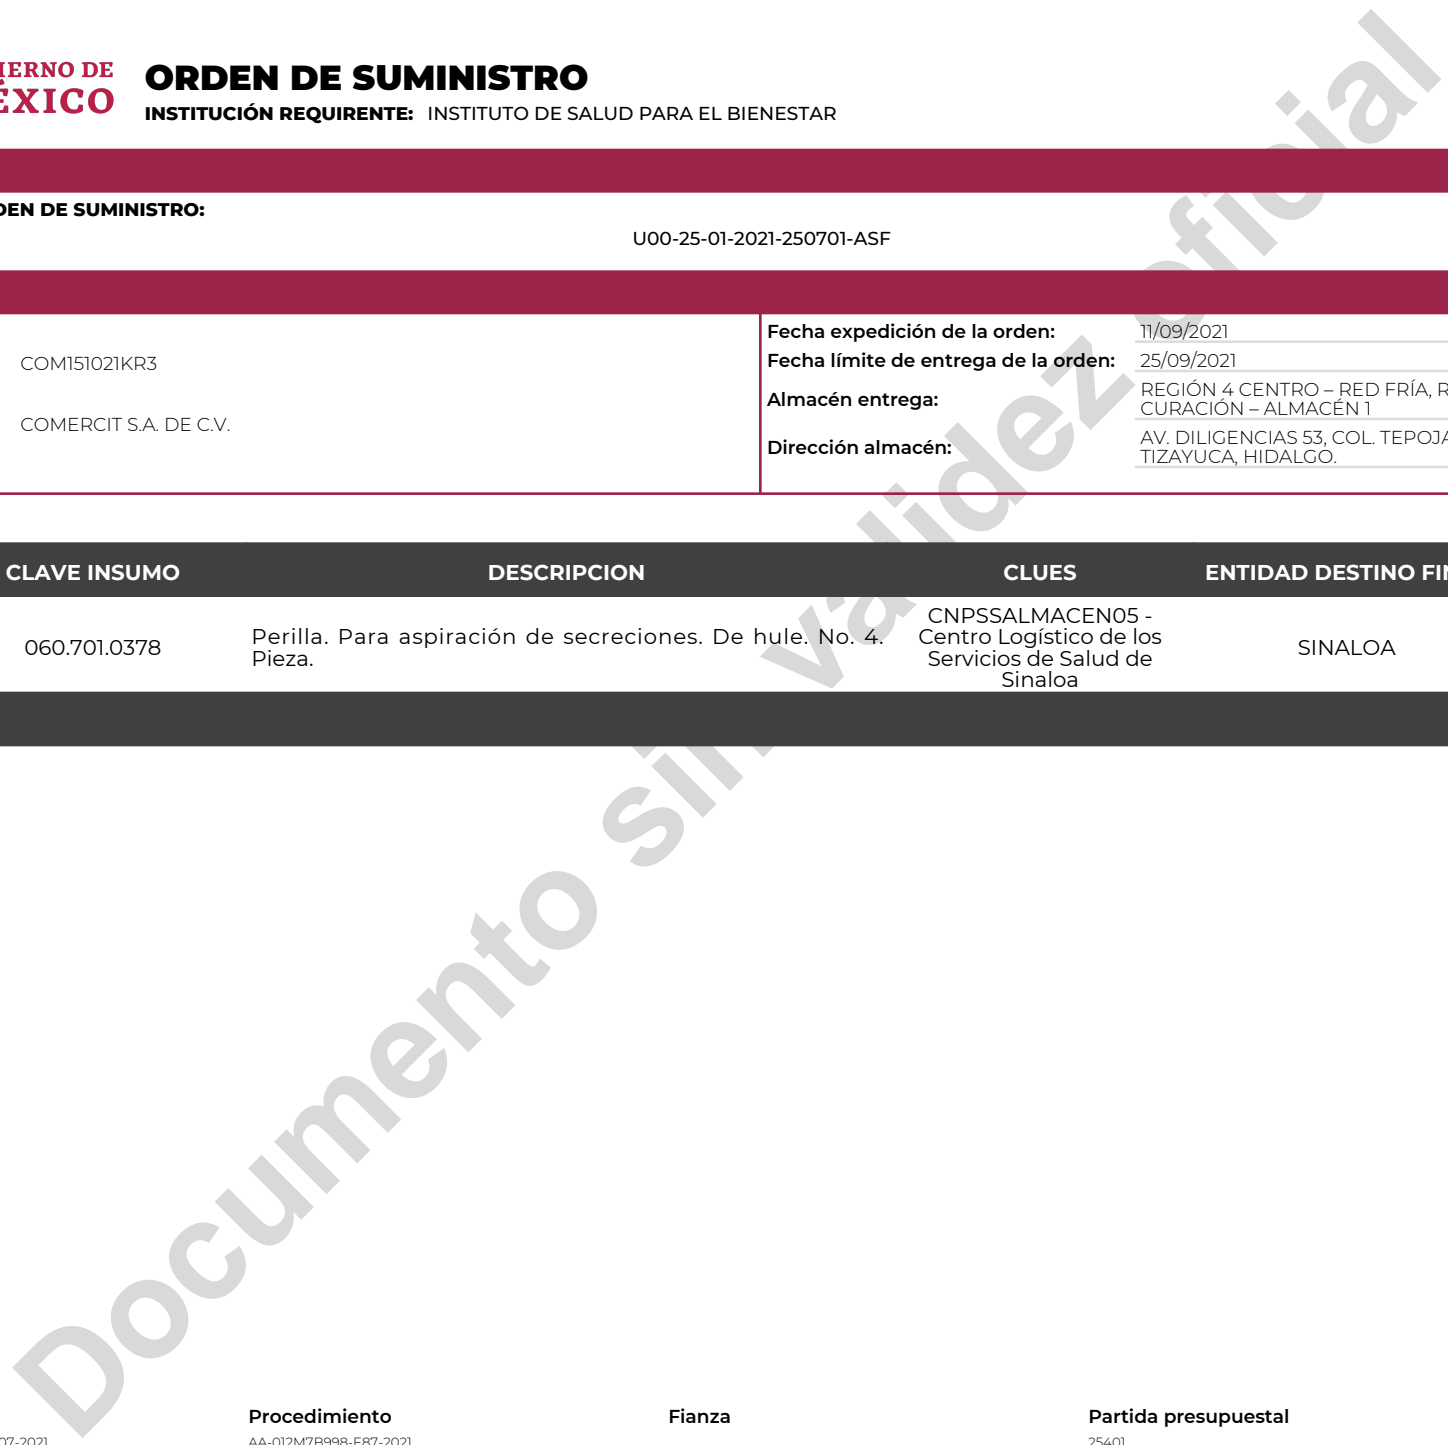 ORDEN DE SUMINISTRO
INSTITUCIÓN REQUIRENTE: INSTITUTO DE SALUD PARA EL BIENESTAR
DE
DE SUMINISTRO:
U00-25-01-2021-250701-ASF
COM151021KR3
COMERCIT S.A. DE C.V.
Fecha expedición de la orden: 11/09/2021
Fecha límite de entrega de la orden: 25/09/2021
Almacén entrega: REGIÓN 4 CENTRO – RED FRÍA,
CURACIÓN – ALMACÉN 1
Dirección almacén: AV. DILIGENCIAS 53, COL.
TIZAYUCA, HIDALGO.
CLAVE INSUMO DESCRIPCION CLUES ENTIDAD DESTINO
060.701.0378 Perilla. Para aspiración de secreciones. De hule. No. 4.
Pieza.
CNPSSALMACEN05 -
Centro Logístico de los
Servicios de Salud de
Sinaloa
SINALOA
Documento sin validez oficial
Procedimiento Fianza Partida presupuestal